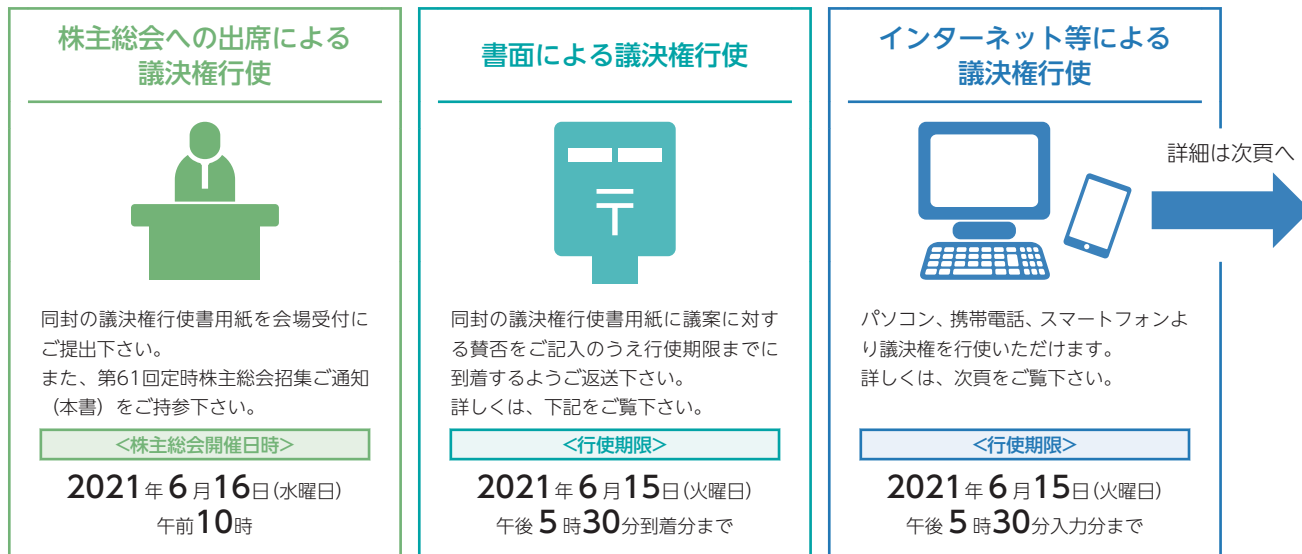 株主総会への出席による
議決権行使
同封の議決権行使書用紙を会場受付に
ご提出下さい。
また、第61回定時株主総会招集ご通知
（本書）をご持参下さい。
<株主総会開催日時>
2021年6月16日(水曜日)
午前10時
書面による議決権行使
〒
同封の議決権行使書用紙に議案に対す
る賛否をご記入のうえ行使期限までに
到着するようご返送下さい。
詳しくは、下記をご覧下さい。
<行使期限>
2021年6月15日(火曜日)
午後5時30分到着分まで
インターネット等による
議決権行使
詳細は次頁へ
パソコン、携帯電話、スマートフォンよ
り議決権を行使いただけます。
詳しくは、次頁をご覧下さい。
<行使期限>
2021年6月15日(火曜日)
午後5時30分入力分まで